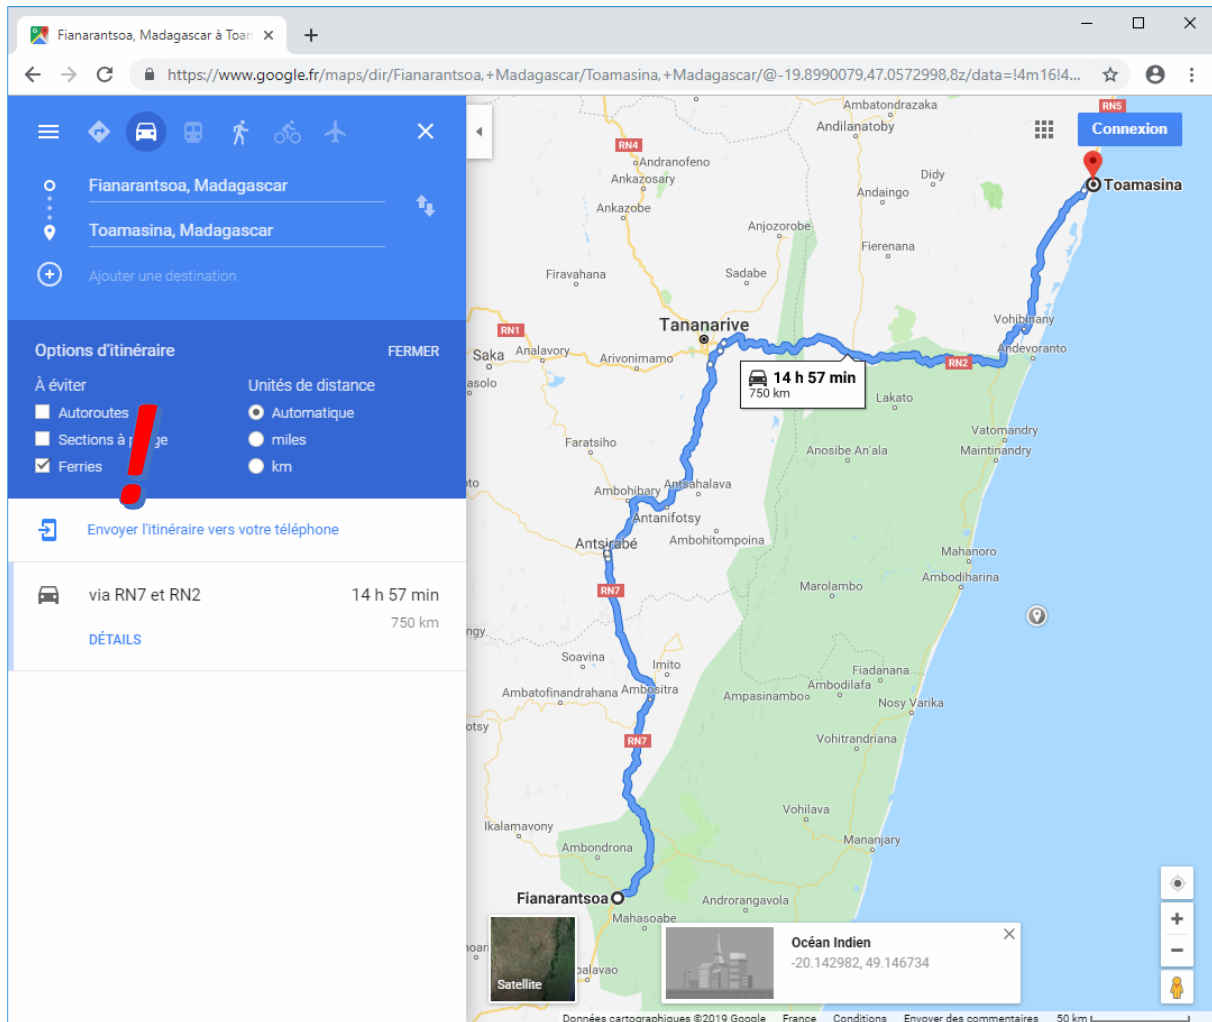 Fianarantsoa, Madagascar à Toan
https://www.google.fr/maps/dir/Fianarantsoa,+Madagascar/Toamasina,+Madagascar/@-19.8990079,47.0572998,8z/data=!4m16!4...
Fianarantsoa, Madagascar
Toamasina, Madagascar
Ajouter une destination
Options d'itinéraire
FERMER
À éviter
Unités de distance
Autoroutes
Automatique
Sections à
miles
Ferries
km
!
Envoyer l'itinéraire vers votre téléphone
via RN7 et RN2
14 h 57 min
750 km
DÉTAILS
Connexion
Ambatondrazaka
RN5
Andilanatoby
RN4
Andranofeno
Ankazosary
Didy
Toamasina
Andaingo
Ankazobe
Anjozorobe
Fierenana
Firavahana
Sadabe
Vohibinany
Tananarive
RN1
Analavory
Arivonimamo
Andevoranto
Saka
RN2
asolo
14 h 57 min
750 km
Lakato
Vatomandry
Faratsiho
Anosibe An'ala
Maintinandry
Ambohibary
Antsahalava
Antanifotsy
Antsirabé
Ambohitompoina
Mahanoro
Ambodiharina
RN7
Marolambo
ngy
Soavina
Imito
Fiadanana
Ambodilafa
Ambatofinandrahana
Ambositra
Ampasinambo
Nosy Varika
otsy
RN7
Vohitrandriana
Vohilava
Ikalamavony
Mananjary
Ambondrona
Fianarantsoa
Androrangavola
Mahasoabe
noari
balavao
Satellite
Océan Indien
-20.142982, 49.146734
Données cartographiques ©2019 Google
France
Conditions
Envoyer des commentaires
50 km